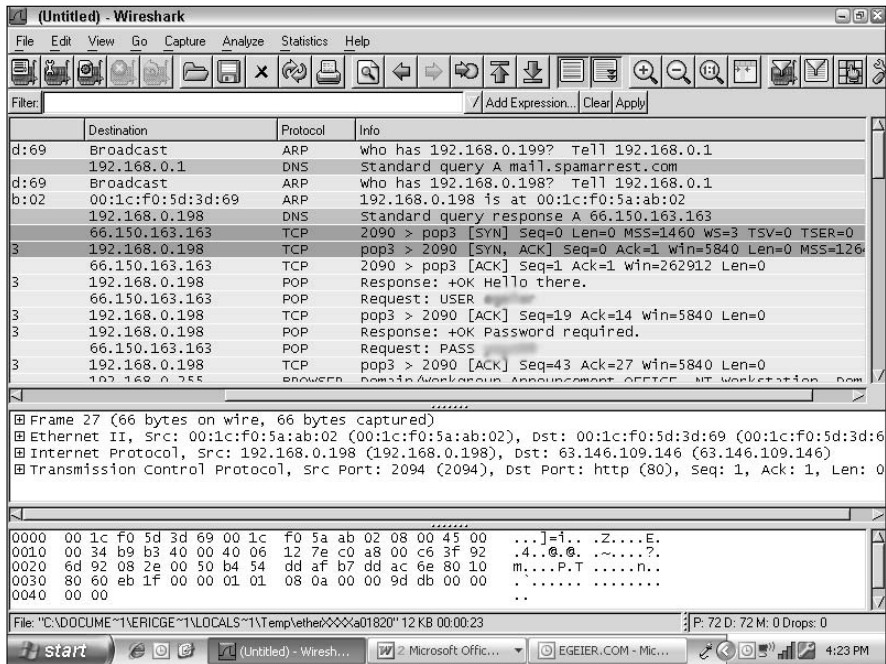 (Untitled) - Wireshark
File Edit View Go Capture Analyze Statistics Help
Filter: Add Expression... Clear Apply
Destination Protocol Info
d:69 Broadcast ARP Who has 192.168.0.199? Tell 192.168.0.1
192.168.0.1 DNS Standard query A mail.spamarrest.com
d:69 Broadcast ARP Who has 192.168.0.198? Tell 192.168.0.1
b:02 00:1c:f0:5d:3d:69 ARP 192.168.0.198 is at 00:1c:f0:5a:ab:02
192.168.0.198 DNS Standard query response A 66.150.163.163
66.150.163.163 TCP 2090 > pop3 [SYN] Seq=0 Len=0 MSS=1460 WS=3 TSV=0 TSER=0
3 192.168.0.198 TCP pop3 > 2090 [SYN, ACK] Seq=0 Ack=1 Win=5840 Len=0 MSS=126
66.150.163.163 TCP 2090 > pop3 [ACK] Seq=1 Ack=1 Win=262912 Len=0
3 192.168.0.198 POP Response: +OK Hello there.
66.150.163.163 POP Request: USER
3 192.168.0.198 TCP pop3 > 2090 [ACK] Seq=19 Ack=14 Win=5840 Len=0
3 192.168.0.198 POP Response: +OK Password required.
66.150.163.163 POP Request: PASS
3 192.168.0.198 TCP pop3 > 2090 [ACK] Seq=43 Ack=27 Win=5840 Len=0
192.168.0.255 BROWSER Domain/Workgroup Announcement OFFICE, NT Workstation, Dom
Frame 27 (66 bytes on wire, 66 bytes captured)
Ethernet II, Src: 00:1c:f0:5a:ab:02 (00:1c:f0:5a:ab:02), Dst: 00:1c:f0:5d:3d:69 (00:1c:f0:5d:3d:6
Internet Protocol, Src: 192.168.0.198 (192.168.0.198), Dst: 63.146.109.146 (63.146.109.146)
Transmission Control Protocol, Src Port: 2094 (2094), Dst Port: http (80), Seq: 1, Ack: 1, Len: 0
0000 00 1c f0 5d 3d 69 00 1c f0 5a ab 02 08 00 45 00 ...]=i.. .Z....E.
0010 00 34 b9 b3 40 00 40 06 12 7e c0 a8 00 c6 3f 92 .4..@.@. .~....?.
0020 6d 92 08 2e 00 50 b4 54 dd af b7 dd ac 6e 80 10 m....P.T .....n..
0030 80 60 eb 1f 00 00 01 01 08 0a 00 00 9d db 00 00 .`...... ........
0040 00 00 ..
File: "C:\DOCUME~1\ERICGE~1\LOCALS~1\Temp\etherXXXXa01820" 12 KB 00:00:23 P: 72 D: 72 M: 0 Drops: 0
start (Untitled) - Wiresh... 2 Microsoft Offic... EGEIER.COM - Mic... 4:23 PM